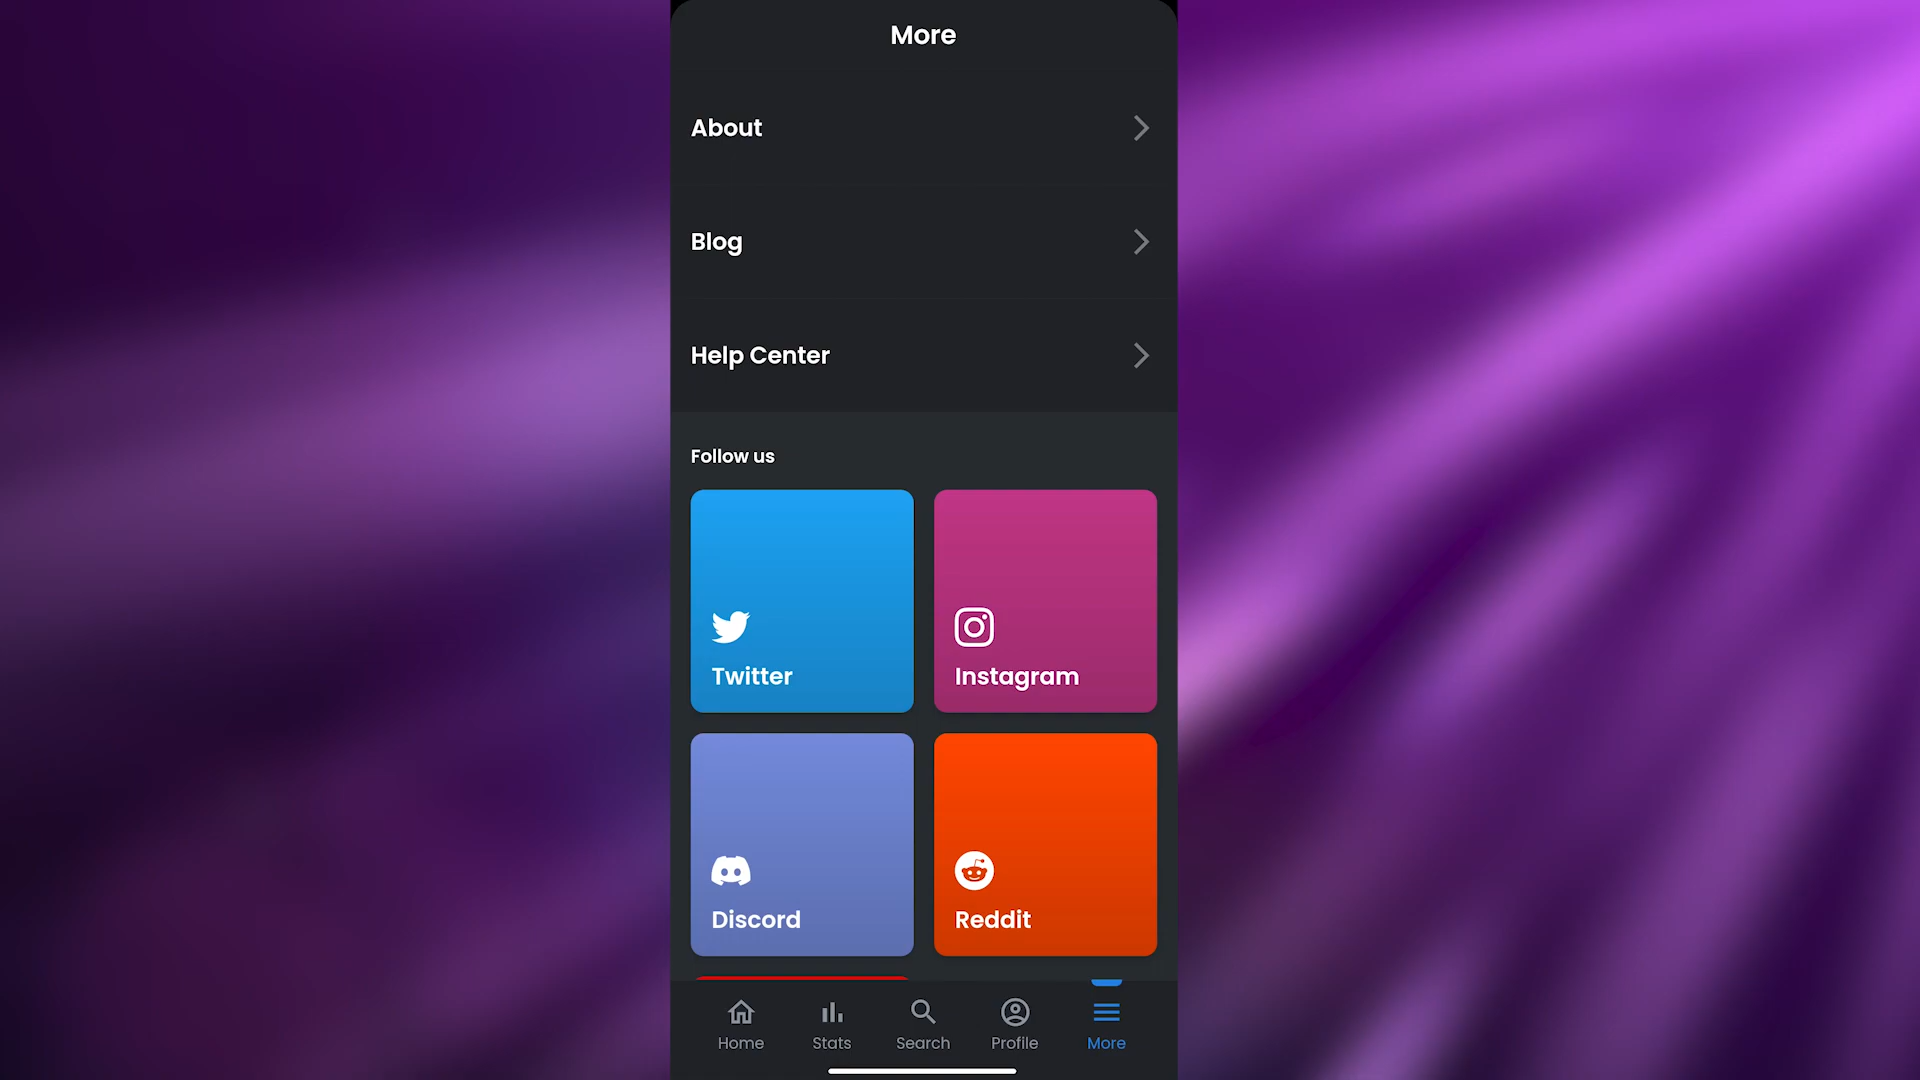 More
About
Blog
Help Center
Follow us
Twitter
Instagram
Discord
Reddit
Home
Stats
Search
Profile
More